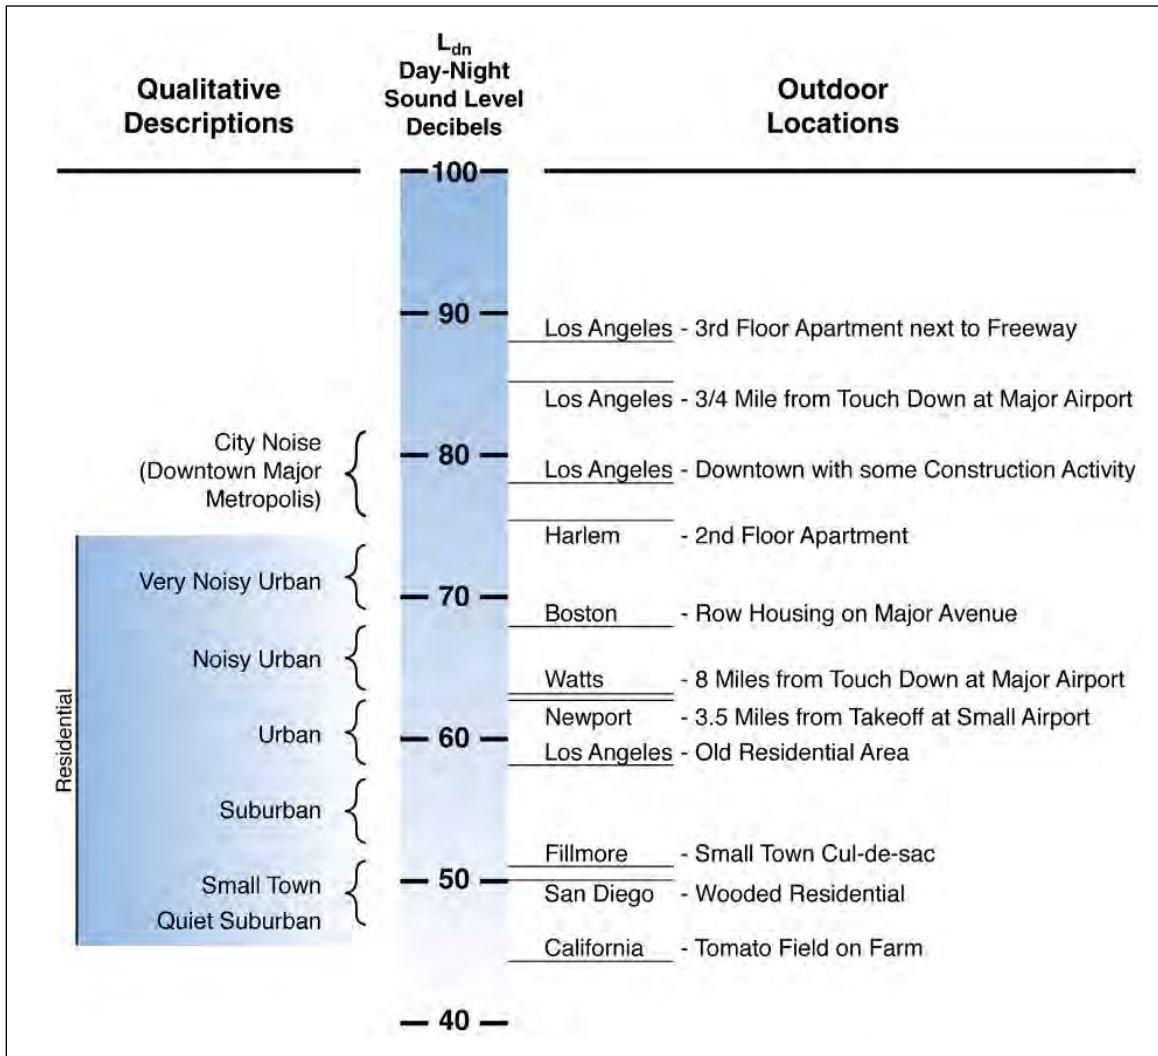 Qualitative
Descriptions
Ldn
Day-Night
Sound Level
Decibels
Outdoor
Locations
100
90
80
70
60
50
40
City Noise
(Downtown Major
Metropolis)
Very Noisy Urban
Noisy Urban
Urban
Suburban
Small Town
Quiet Suburban
Residential
Los Angeles - 3rd Floor Apartment next to Freeway
Los Angeles - 3/4 Mile from Touch Down at Major Airport
Los Angeles - Downtown with some Construction Activity
Harlem - 2nd Floor Apartment
Boston - Row Housing on Major Avenue
Watts - 8 Miles from Touch Down at Major Airport
Newport - 3.5 Miles from Takeoff at Small Airport
Los Angeles - Old Residential Area
Fillmore - Small Town Cul-de-sac
San Diego - Wooded Residential
California - Tomato Field on Farm